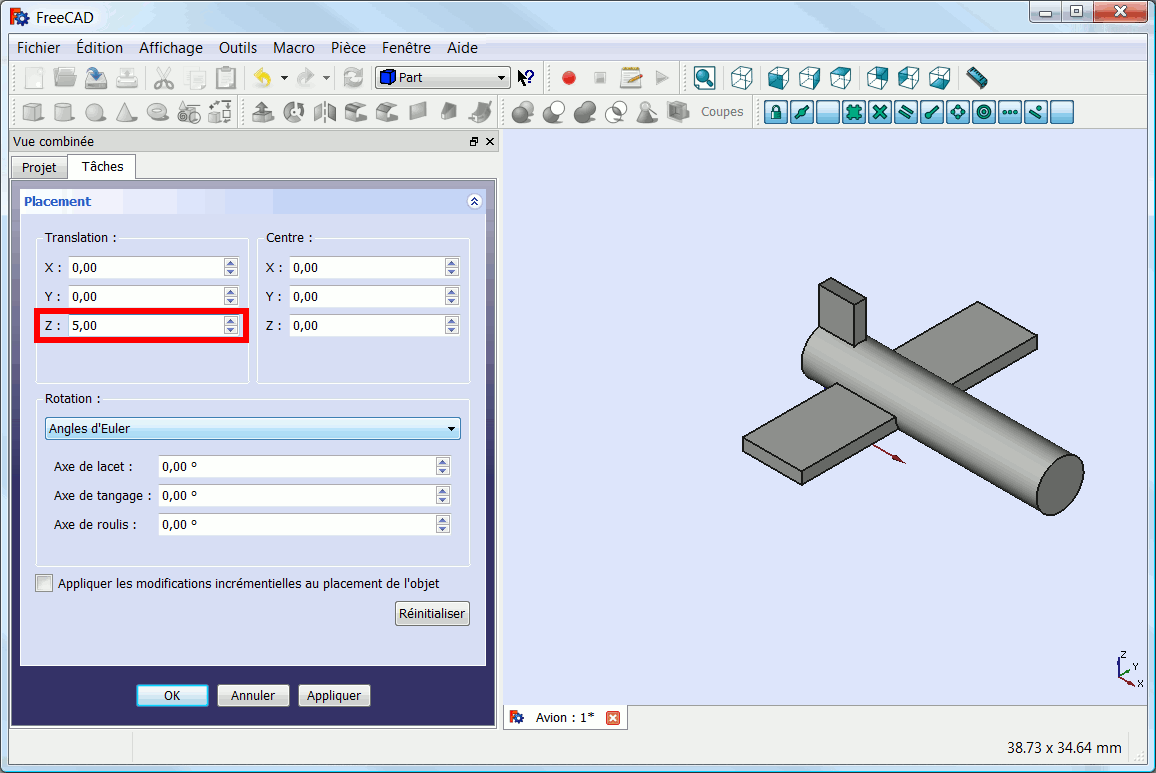 FreeCAD
Fichier Édition Affichage Outils Macro Pièce Fenêtre Aide
Part
Coupes
Vue combinée
Projet Tâches
Placement
Translation :
X : 0,00
Y : 0,00
Z : 5,00
Centre :
X : 0,00
Y : 0,00
Z : 0,00
Rotation :
Angles d'Euler
Axe de lacet : 0,00 º
Axe de tangage : 0,00 º
Axe de roulis : 0,00 º
Appliquer les modifications incrémentielles au placement de l'objet
Réinitialiser
OK Annuler Appliquer
Z
Y
X
Avion : 1*
38.73 x 34.64 mm